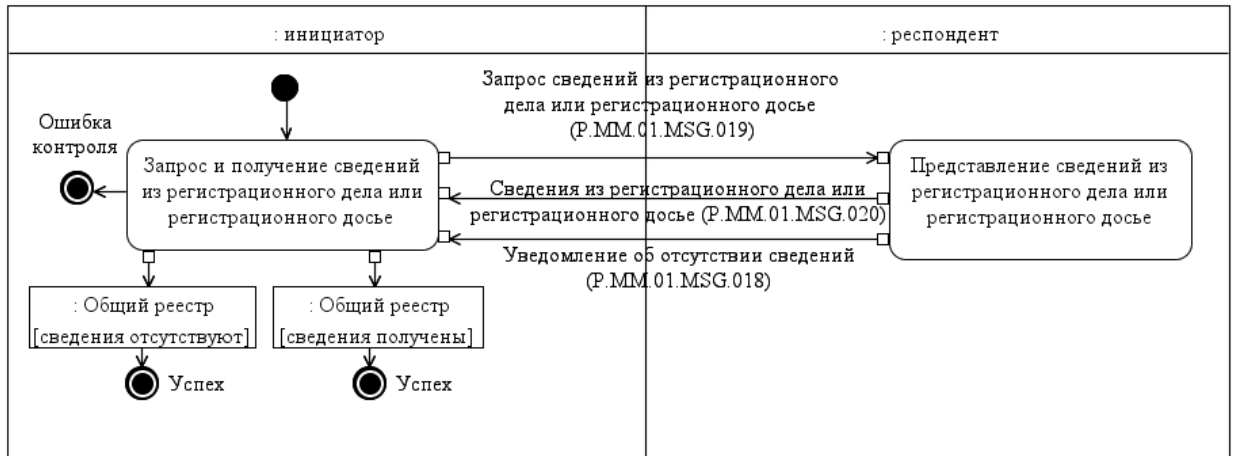 : инициатор
: респондент
Запрос сведений из регистрационного
дела или регистрационного досье
(P.MM.01.MSG.019)
Ошибка
контроля
Запрос и получение сведений
из регистрационного дела или
регистрационного досье
Представление сведений из
регистрационного дела или
регистрационного досье
Сведения из регистрационного дела или
регистрационного досье (P.MM.01.MSG.020)
Уведомление об отсутствии сведений
(P.MM.01.MSG.018)
: Общий реестр
[сведения отсутствуют]
: Общий реестр
[сведения получены]
Успех
Успех